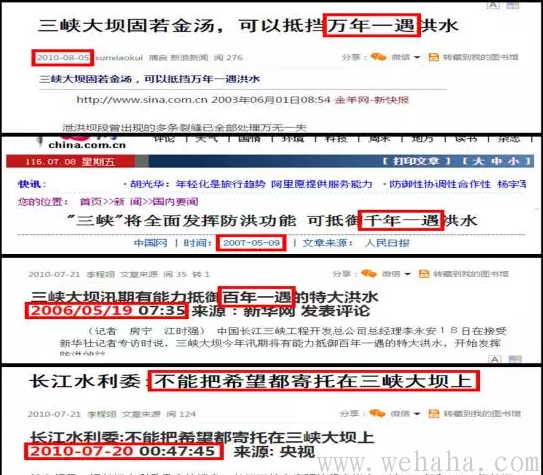 三峡大坝固若金汤，可以抵挡万年一遇洪水
2010-08-05 sunxiaokui 摘自 新浪新闻 阅 276
分享： 微信 转藏到我的图书馆
三峡大坝固若金汤，可以抵挡万年一遇洪水
http://www.sina.com.cn 2003年06月01日08:54 金羊网-新快报
泄洪坝段曾出现的多条裂缝已全部处理万无一失
china.com.cn
116.07.08 星期五
[ 打印文章 ] [ 大 中 小 ]
快讯： · 胡光华：年轻化是旅行趋势 阿里愿提供服务能力 · 防御性协调性合作性 杨宇军
您的位置： 首页>>新 闻>>国内要闻
"三峡"将全面发挥防洪功能 可抵御千年一遇洪水
中国网 | 时间： 2007-05-09 | 文章来源： 人民日报
2010-07-21 李程翊 文章来源 阅 35 转 1
分享： 微信 转藏到我的图书馆
三峡大坝汛期有能力抵御百年一遇的特大洪水
2006/05/19 07:35 来源：新华网 发表评论
（记者 房宁 江时强） 中国长江三峡工程开发总公司总经理李永安１８日在接受
新华社记者专访时说，三峡大坝今年汛期将有能力抵御百年一遇的特大洪水，开始发挥
防洪效益
长江水利委:不能把希望都寄托在三峡大坝上
2010-07-21 李程翊 文章来源 阅 124
分享： 微信 转藏到我的图书馆
长江水利委:不能把希望都寄托在三峡大坝上
2010-07-20 00:47:45 来源: 央视
www.wehaha.com